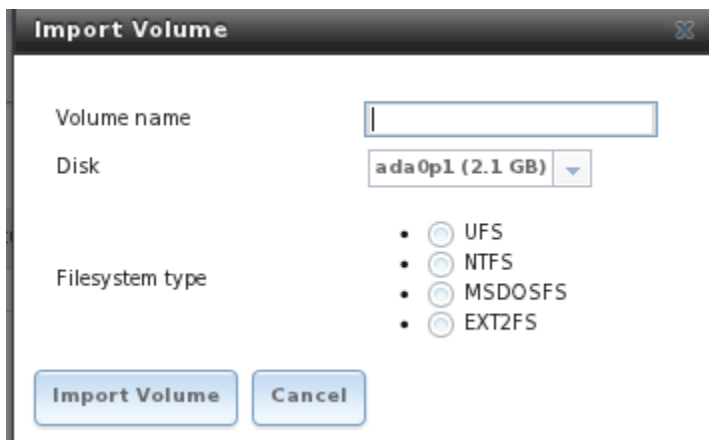 Import Volume
Volume name
Disk
ada0p1 (2.1 GB)
Filesystem type
UFS
NTFS
MSDOSFS
EXT2FS
Import Volume
Cancel